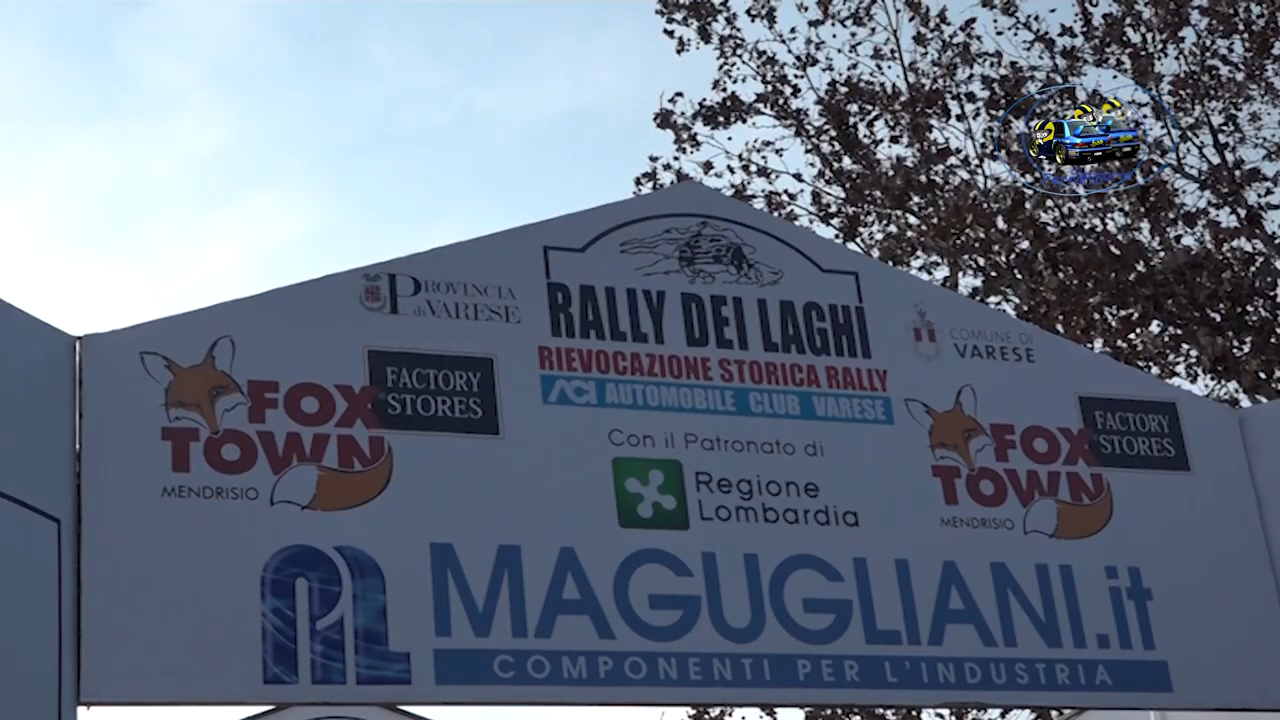 RALLY DEI LAGHI
RIEVOCAZIONE STORICA RALLY
ACI AUTOMOBILE CLUB VARESE
PROVINCIA
di VARESE
COMUNE DI
VARESE
FOX
TOWN
MENDRISIO
FACTORY
STORES
Con il Patronato di
Regione
Lombardia
FOX
TOWN
MENDRISIO
FACTORY
STORES
MAGUGLIANI.it
COMPONENTI PER L'INDUSTRIA